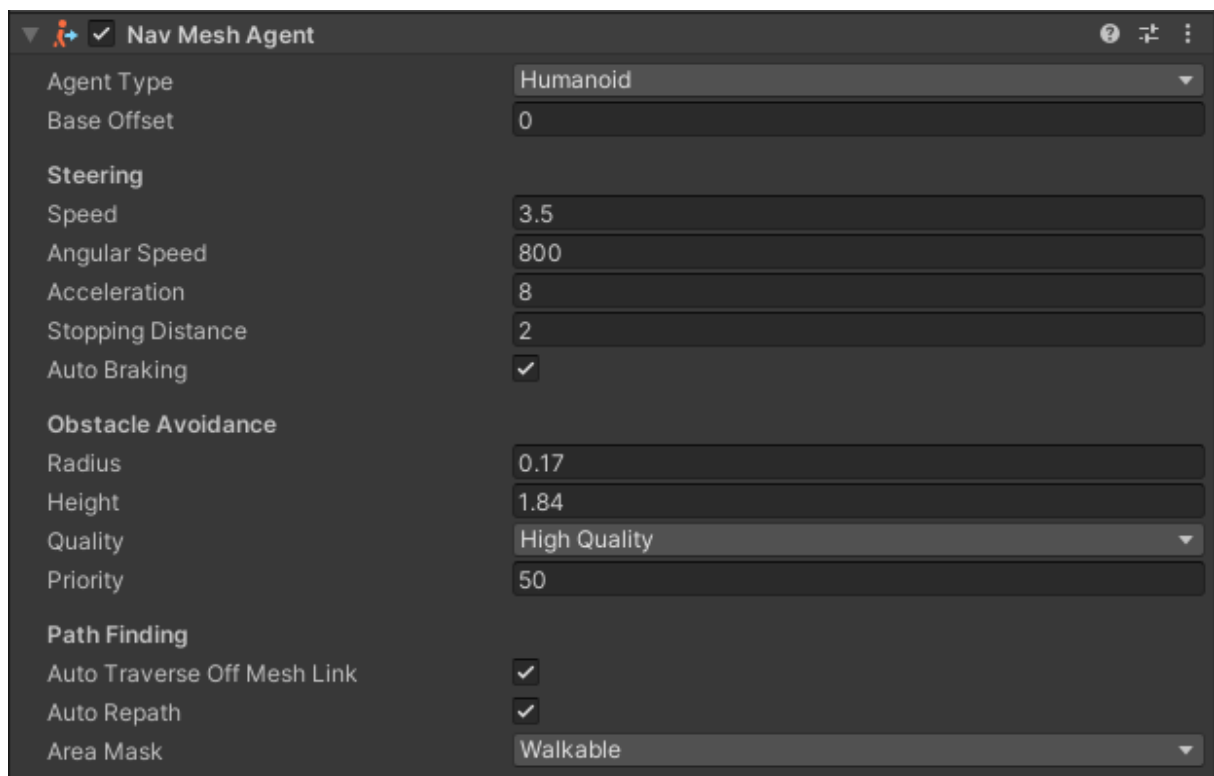 Nav Mesh Agent
Agent Type Humanoid
Base Offset 0
Steering
Speed 3.5
Angular Speed 800
Acceleration 8
Stopping Distance 2
Auto Braking
Obstacle Avoidance
Radius 0.17
Height 1.84
Quality High Quality
Priority 50
Path Finding
Auto Traverse Off Mesh Link
Auto Repath
Area Mask Walkable